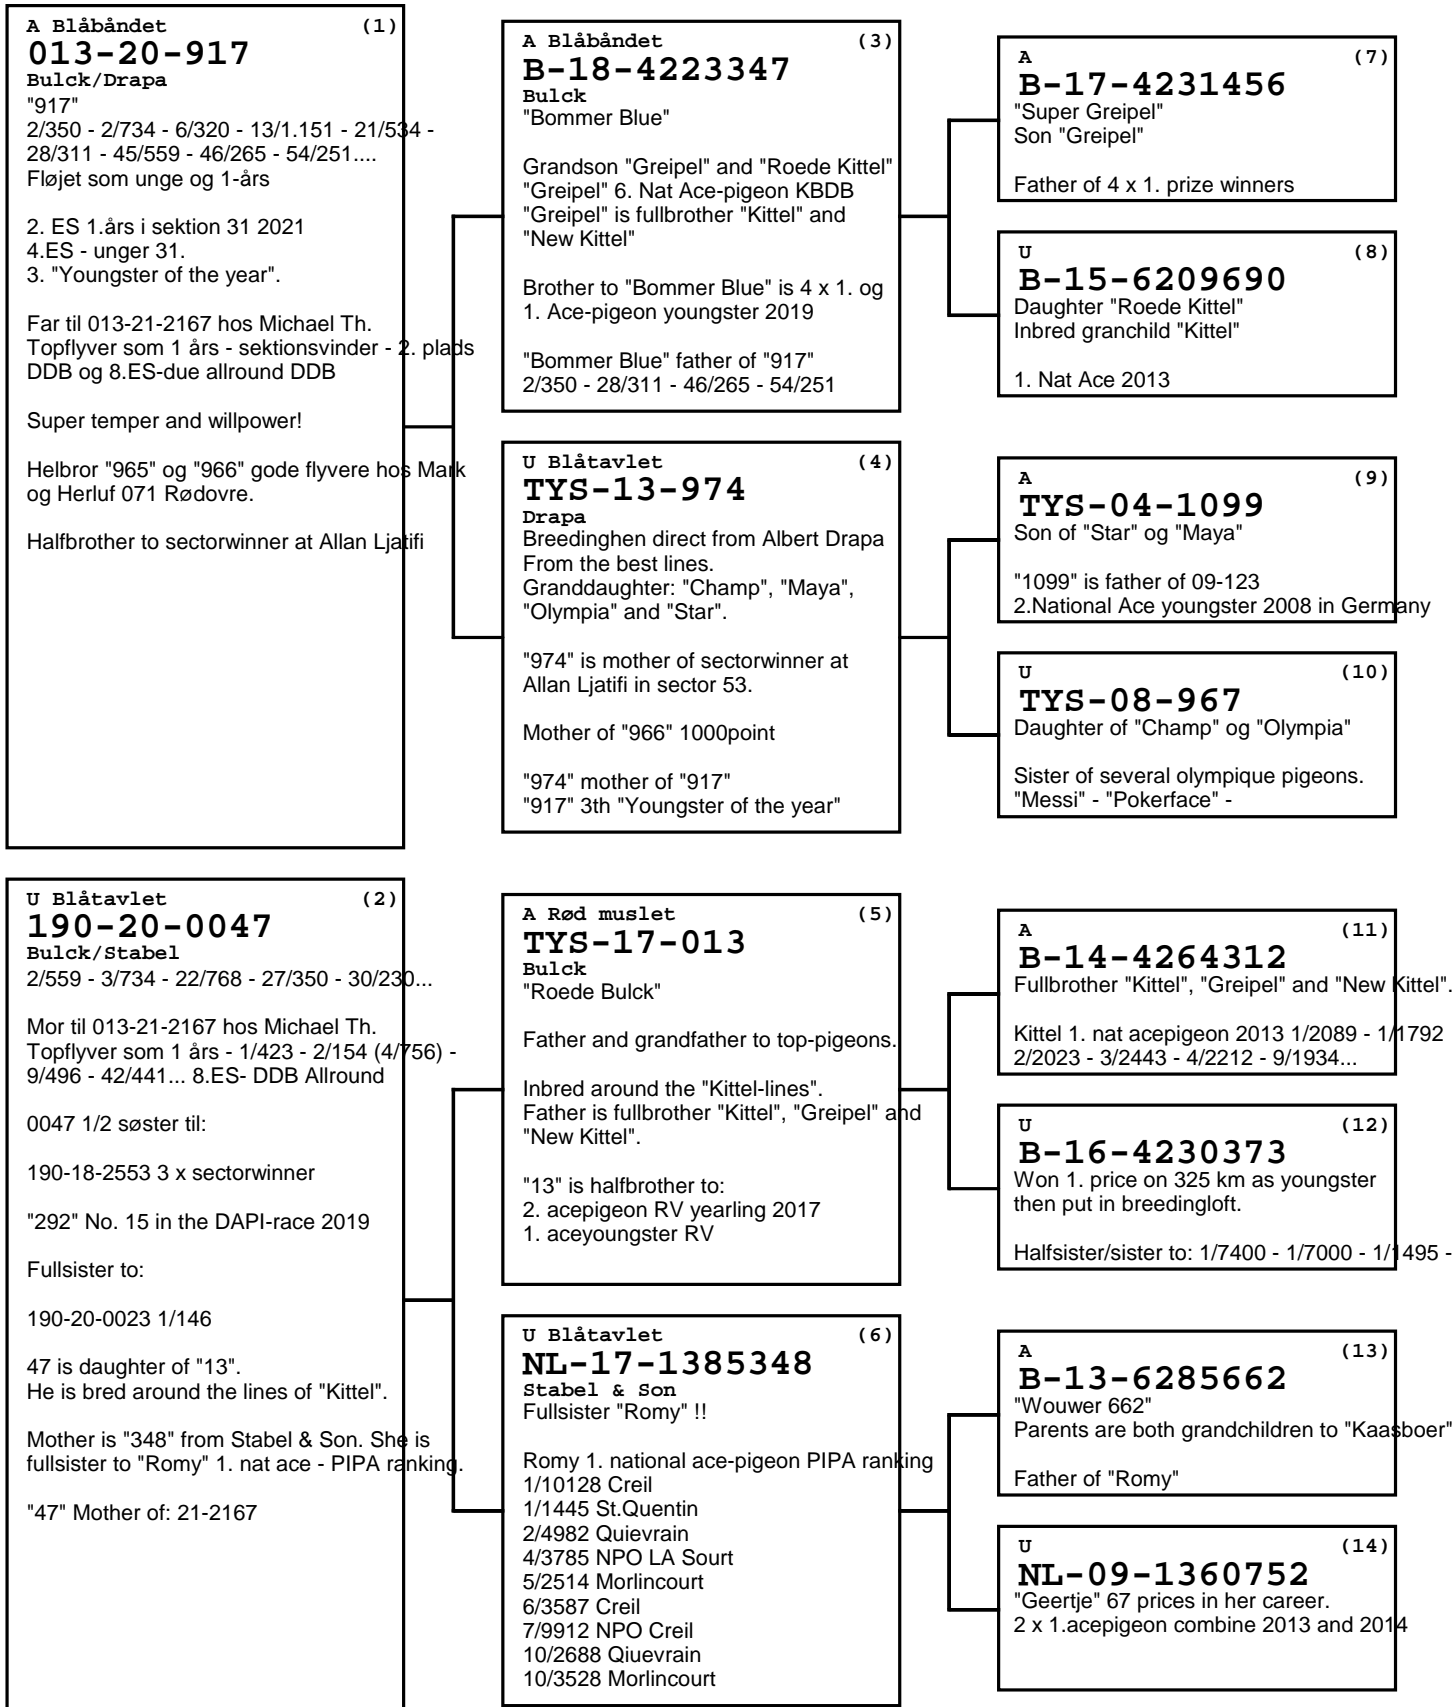 A Blåbåndet (1)
013-20-917
Bulck/Drapa
"917"
2/350 - 2/734 - 6/320 - 13/1.151 - 21/534 -
28/311 - 45/559 - 46/265 - 54/251....
Fløjet som unge og 1-års
2. ES 1.års i sektion 31 2021
4.ES - unger 31.
3. "Youngster of the year".
Far til 013-21-2167 hos Michael Th.
Topflyver som 1 års - sektionsvinder - 2. plads
DDB og 8.ES-due allround DDB
Super temper and willpower!
Helbror "965" og "966" gode flyvere hos Mark
og Herluf 071 Rødovre.
Halfbrother to sectorwinner at Allan Ljatifi
A Blåbåndet (3)
B-18-4223347
Bulck
"Bommer Blue"
Grandson "Greipel" and "Roede Kittel"
"Greipel" 6. Nat Ace-pigeon KBDB
"Greipel" is fullbrother "Kittel" and
"New Kittel"
Brother to "Bommer Blue" is 4 x 1. og
1. Ace-pigeon youngster 2019
"Bommer Blue" father of "917"
2/350 - 28/311 - 46/265 - 54/251
U Blåtavlet (4)
TYS-13-974
Drapa
Breedinghen direct from Albert Drapa
From the best lines.
Granddaughter: "Champ", "Maya",
"Olympia" and "Star".
"974" is mother of sectorwinner at
Allan Ljatifi in sector 53.
Mother of "966" 1000point
"974" mother of "917"
"917" 3th "Youngster of the year"
A (7)
B-17-4231456
"Super Greipel"
Son "Greipel"
Father of 4 x 1. prize winners
U (8)
B-15-6209690
Daughter "Roede Kittel"
Inbred granchild "Kittel"
1. Nat Ace 2013
A (9)
TYS-04-1099
Son of "Star" og "Maya"
"1099" is father of 09-123
2.National Ace youngster 2008 in Germany
U (10)
TYS-08-967
Daughter of "Champ" og "Olympia"
Sister of several olympique pigeons.
"Messi" - "Pokerface" -
U Blåtavlet (2)
190-20-0047
Bulck/Stabel
2/559 - 3/734 - 22/768 - 27/350 - 30/230...
Mor til 013-21-2167 hos Michael Th.
Topflyver som 1 års - 1/423 - 2/154 (4/756) -
9/496 - 42/441... 8.ES- DDB Allround
0047 1/2 søster til:
190-18-2553 3 x sectorwinner
"292" No. 15 in the DAPI-race 2019
Fullsister to:
190-20-0023 1/146
47 is daughter of "13".
He is bred around the lines of "Kittel".
Mother is "348" from Stabel & Son. She is
fullsister to "Romy" 1. nat ace - PIPA ranking.
"47" Mother of: 21-2167
A Rød muslet (5)
TYS-17-013
Bulck
"Roede Bulck"
Father and grandfather to top-pigeons.
Inbred around the "Kittel-lines".
Father is fullbrother "Kittel", "Greipel" and
"New Kittel".
"13" is halfbrother to:
2. acepigeon RV yearling 2017
1. aceyoungster RV
U Blåtavlet (6)
NL-17-1385348
Stabel & Son
Fullsister "Romy" !!
Romy 1. national ace-pigeon PIPA ranking
1/10128 Creil
1/1445 St.Quentin
2/4982 Quievrain
4/3785 NPO LA Sourt
5/2514 Morlincourt
6/3587 Creil
7/9912 NPO Creil
10/2688 Qiuevrain
10/3528 Morlincourt
A (11)
B-14-4264312
Fullbrother "Kittel", "Greipel" and "New Kittel".
Kittel 1. nat acepigeon 2013 1/2089 - 1/1792
2/2023 - 3/2443 - 4/2212 - 9/1934...
U (12)
B-16-4230373
Won 1. price on 325 km as youngster
then put in breedingloft.
Halfsister/sister to: 1/7400 - 1/7000 - 1/1495 -
A (13)
B-13-6285662
"Wouwer 662"
Parents are both grandchildren to "Kaasboer"
Father of "Romy"
U (14)
NL-09-1360752
"Geertje" 67 prices in her career.
2 x 1.acepigeon combine 2013 and 2014